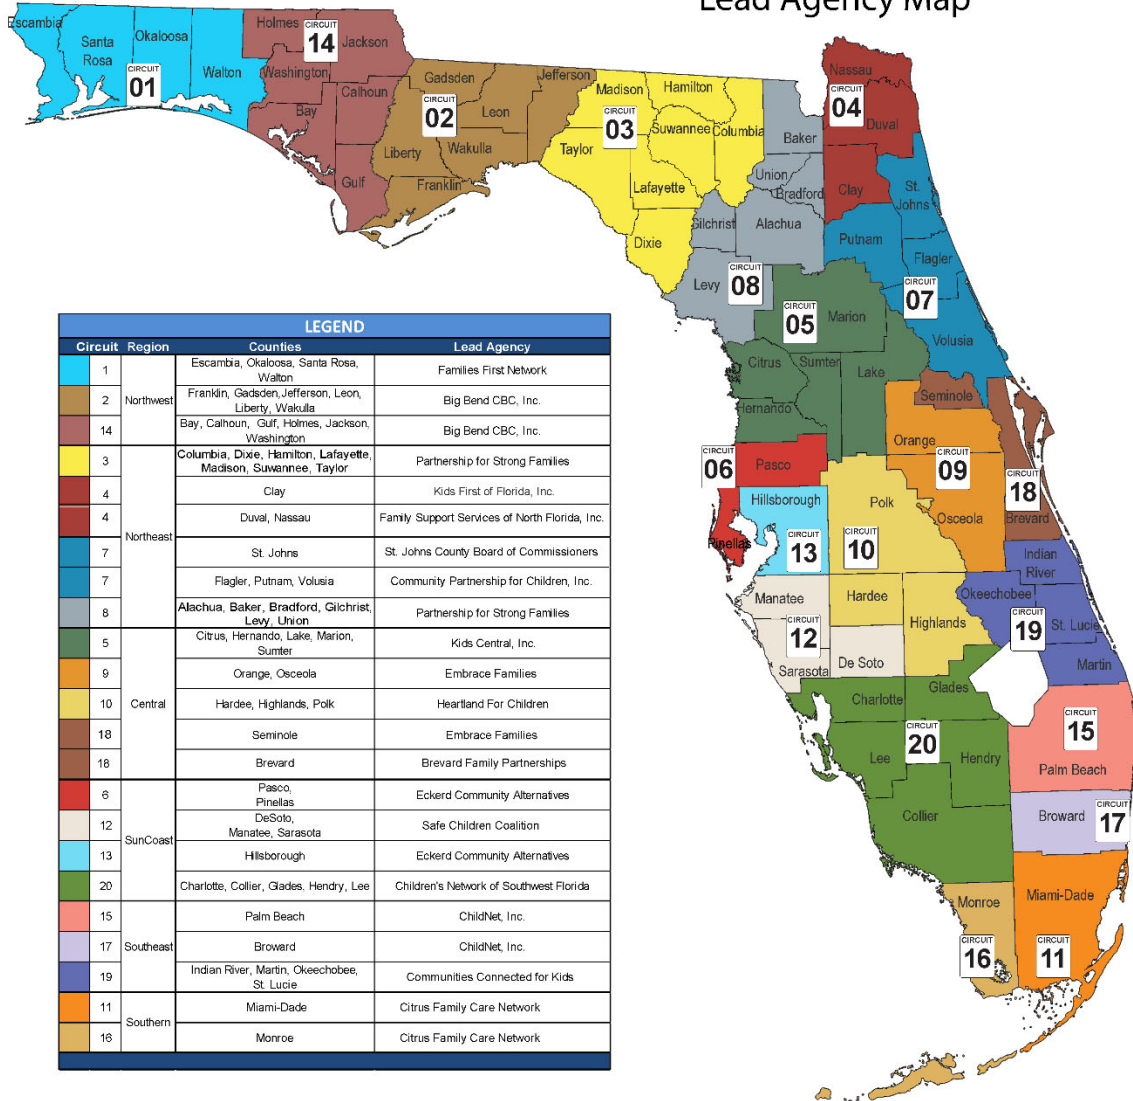 Lead Agency Map
Escambia
Santa
Rosa
Okaloosa
Walton
CIRCUIT
01
Holmes
CIRCUIT
14
Jackson
Washington
Calhoun
Bay
Gulf
Gadsden
Jefferson
CIRCUIT
02
Leon
Liberty
Wakulla
Franklin
Madison
Hamilton
CIRCUIT
03
Taylor
Suwannee
Columbia
Lafayette
Dixie
Nassau
CIRCUIT
04
Duval
Clay
Baker
Union
Bradford
Gilchrist
Alachua
Levy
CIRCUIT
08
St.
Johns
Putnam
Flagler
CIRCUIT
07
Volusia
CIRCUIT
05
Marion
Citrus
Sumter
Lake
Hernando
Seminole
Orange
CIRCUIT
09
Osceola
CIRCUIT
18
Brevard
CIRCUIT
06
Pasco
Pinellas
Hillsborough
CIRCUIT
13
Polk
CIRCUIT
10
Hardee
Highlands
Manatee
CIRCUIT
12
Sarasota
De Soto
Indian
River
Okeechobee
CIRCUIT
19
St. Lucie
Martin
Charlotte
Glades
CIRCUIT
20
Lee
Hendry
Collier
CIRCUIT
15
Palm Beach
Broward
CIRCUIT
17
Miami-Dade
CIRCUIT
11
Monroe
CIRCUIT
16
LEGEND
Circuit Region Counties Lead Agency
1 Escambia, Okaloosa, Santa Rosa,
Walton Families First Network
Northwest
2 Franklin, Gadsden,Jefferson, Leon,
Liberty, Wakulla Big Bend CBC, Inc.
14 Bay, Calhoun, Gulf, Holmes, Jackson,
Washington Big Bend CBC, Inc.
3 Columbia, Dixie, Hamilton, Lafayette,
Madison, Suwannee, Taylor Partnership for Strong Families
4 Clay Kids First of Florida, Inc.
Northeast
4 Duval, Nassau Family Support Services of North Florida, Inc.
7 St. Johns St. Johns County Board of Commissioners
7 Flagler, Putnam, Volusia Community Partnership for Children, Inc.
8 Alachua, Baker, Bradford, Gilchrist,
Levy, Union Partnership for Strong Families
5 Citrus, Hernando, Lake, Marion,
Sumter Kids Central, Inc.
9 Orange, Osceola Embrace Families
10 Central Hardee, Highlands, Polk Heartland For Children
18 Seminole Embrace Families
18 Brevard Brevard Family Partnerships
6 Pasco,
Pinellas Eckerd Community Alternatives
12 DeSoto,
Manatee, Sarasota Safe Children Coalition
SunCoast
13 Hillsborough Eckerd Community Alternatives
20 Charlotte, Collier, Glades, Hendry, Lee Children's Network of Southwest Florida
15 Palm Beach ChildNet, Inc.
17 Southeast Broward ChildNet, Inc.
19 Indian River, Martin, Okeechobee,
St. Lucie Communities Connected for Kids
11 Miami-Dade Citrus Family Care Network
Southern
16 Monroe Citrus Family Care Network